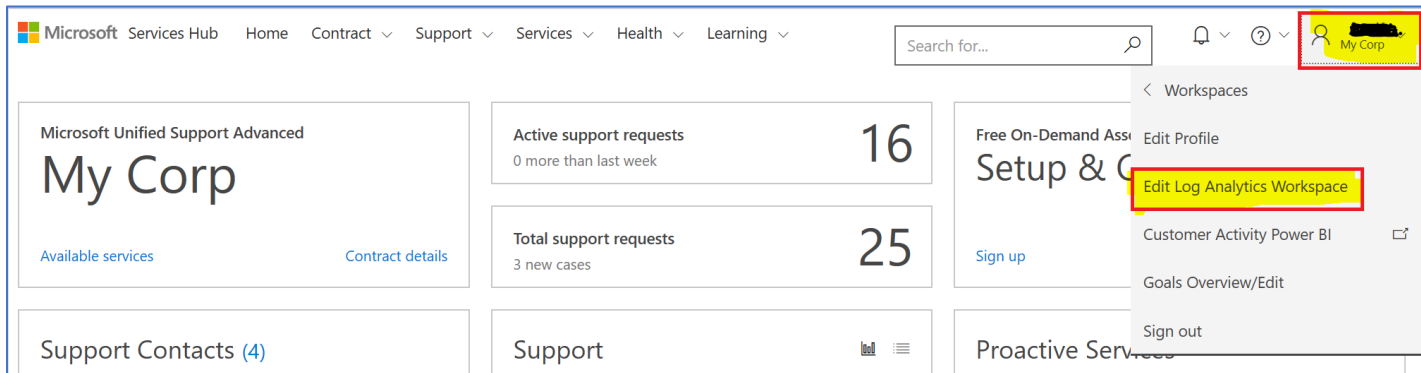 Microsoft Services Hub Home Contract Support Services Health Learning
Search for...
My Corp
Workspaces
Edit Profile
Edit Log Analytics Workspace
Customer Activity Power BI
Goals Overview/Edit
Sign out
Microsoft Unified Support Advanced
My Corp
Available services Contract details
Active support requests 16
0 more than last week
Total support requests 25
3 new cases
Free On-Demand
Setup &
Sign up
Support Contacts (4)
Support
Proactive